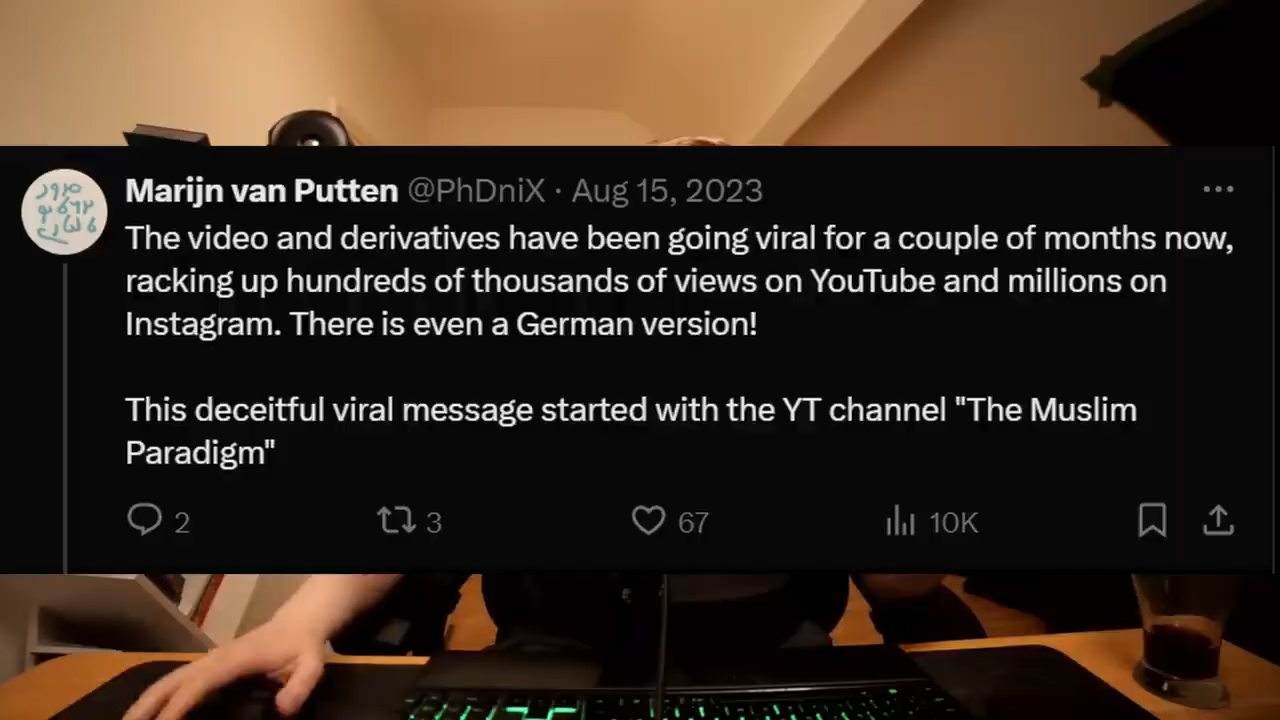 Marijn van Putten @PhDniX · Aug 15, 2023
The video and derivatives have been going viral for a couple of months now,
racking up hundreds of thousands of views on YouTube and millions on
Instagram. There is even a German version!
This deceitful viral message started with the YT channel "The Muslim
Paradigm"
2 3 67 10K